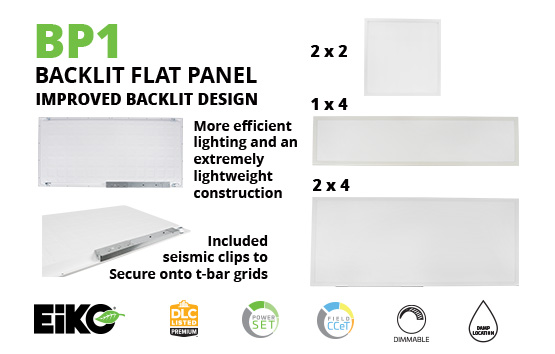 BP1
BACKLIT FLAT PANEL
IMPROVED BACKLIT DESIGN
More efficient
lighting and an
extremely
lightweight
construction
Included
seismic clips to
Secure onto t-bar grids
2 x 2
1 x 4
2 x 4
EiKO
DLC
LISTED
PREMIUM
POWER
SET
FIELD
CCeT
DIMMABLE
DAMP
LOCATION